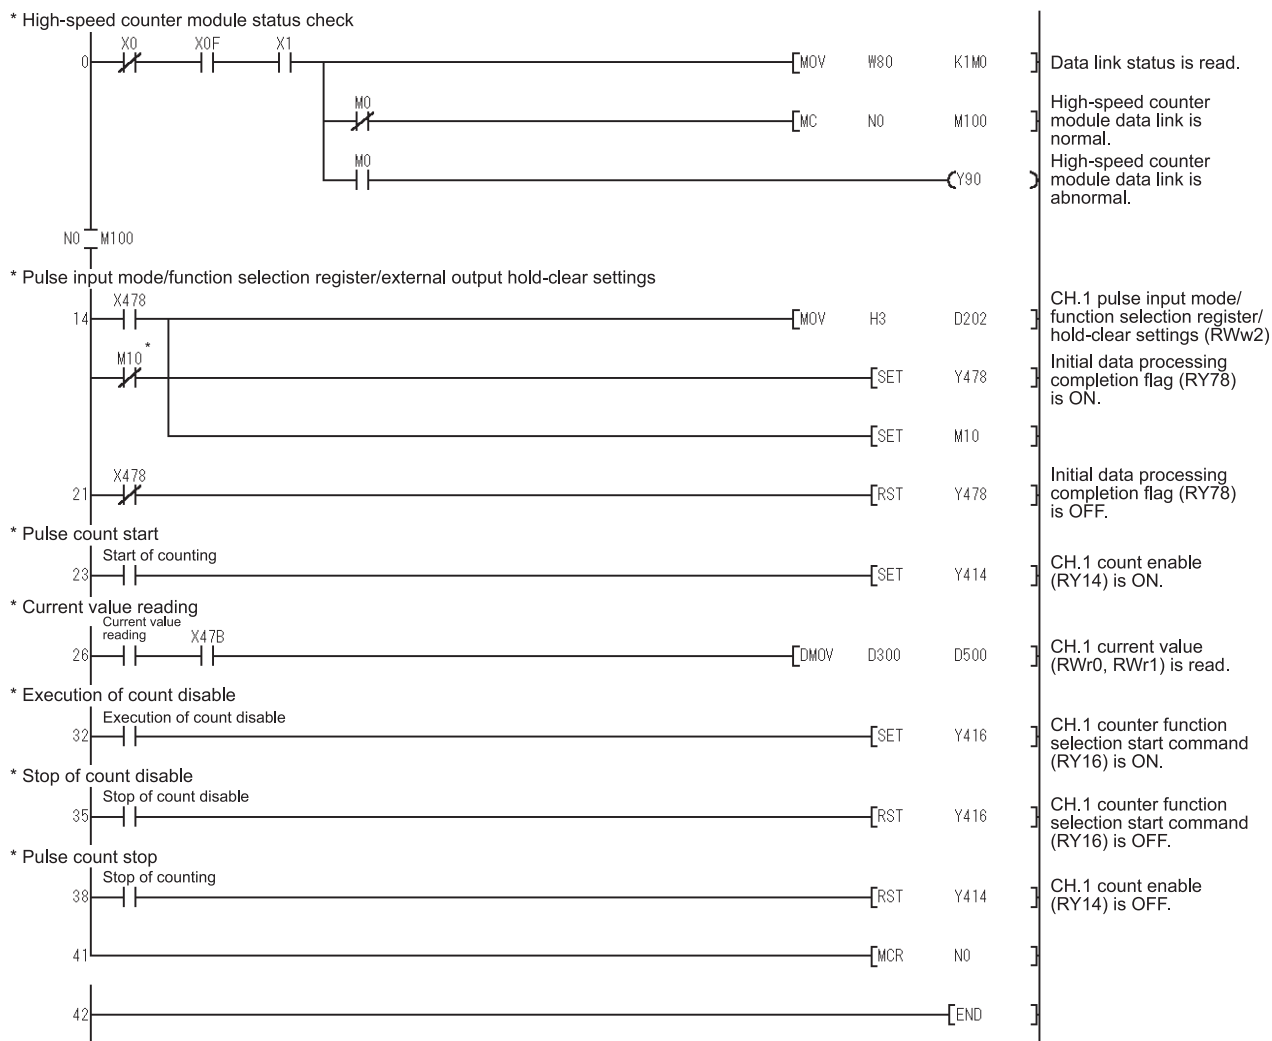 * High-speed counter module status check
X0 X0F X1
0 MOV W80 K1M0 Data link status is read.
M0
MC N0 M100 High-speed counter
module data link is
normal.
M0
Y90 High-speed counter
module data link is
abnormal.
N0 M100
* Pulse input mode/function selection register/external output hold-clear settings
X478
14 MOV H3 D202 CH.1 pulse input mode/
function selection register/
hold-clear settings (RWw2)
M10 *
SET Y478 Initial data processing
completion flag (RY78)
is ON.
SET M10
X478
21 RST Y478 Initial data processing
completion flag (RY78)
is OFF.
* Pulse count start
Start of counting
23 SET Y414 CH.1 count enable
(RY14) is ON.
* Current value reading
Current value
reading X47B
26 DMOV D300 D500 CH.1 current value
(RWr0, RWr1) is read.
* Execution of count disable
Execution of count disable
32 SET Y416 CH.1 counter function
selection start command
(RY16) is ON.
* Stop of count disable
Stop of count disable
35 RST Y416 CH.1 counter function
selection start command
(RY16) is OFF.
* Pulse count stop
Stop of counting
38 RST Y414 CH.1 count enable
(RY14) is OFF.
41 MCR N0
42 END